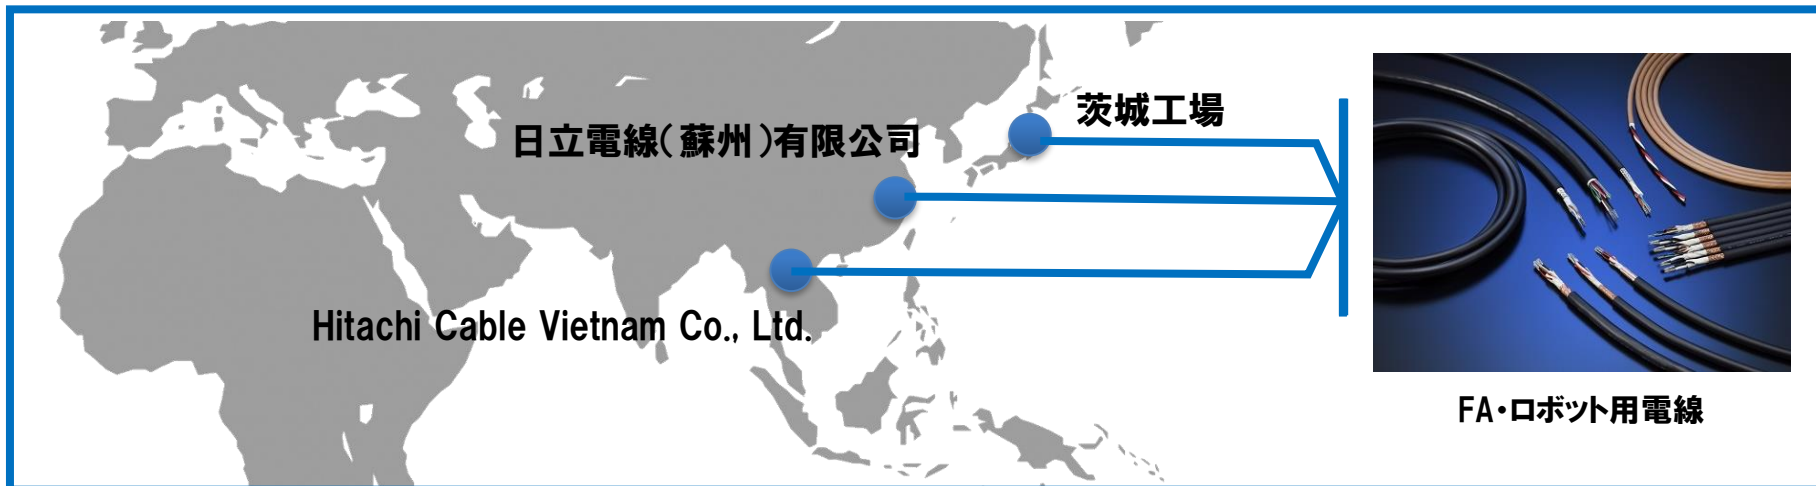 茨城工場
日立電線(蘇州)有限公司
Hitachi Cable Vietnam Co., Ltd.
FA・ロボット用電線